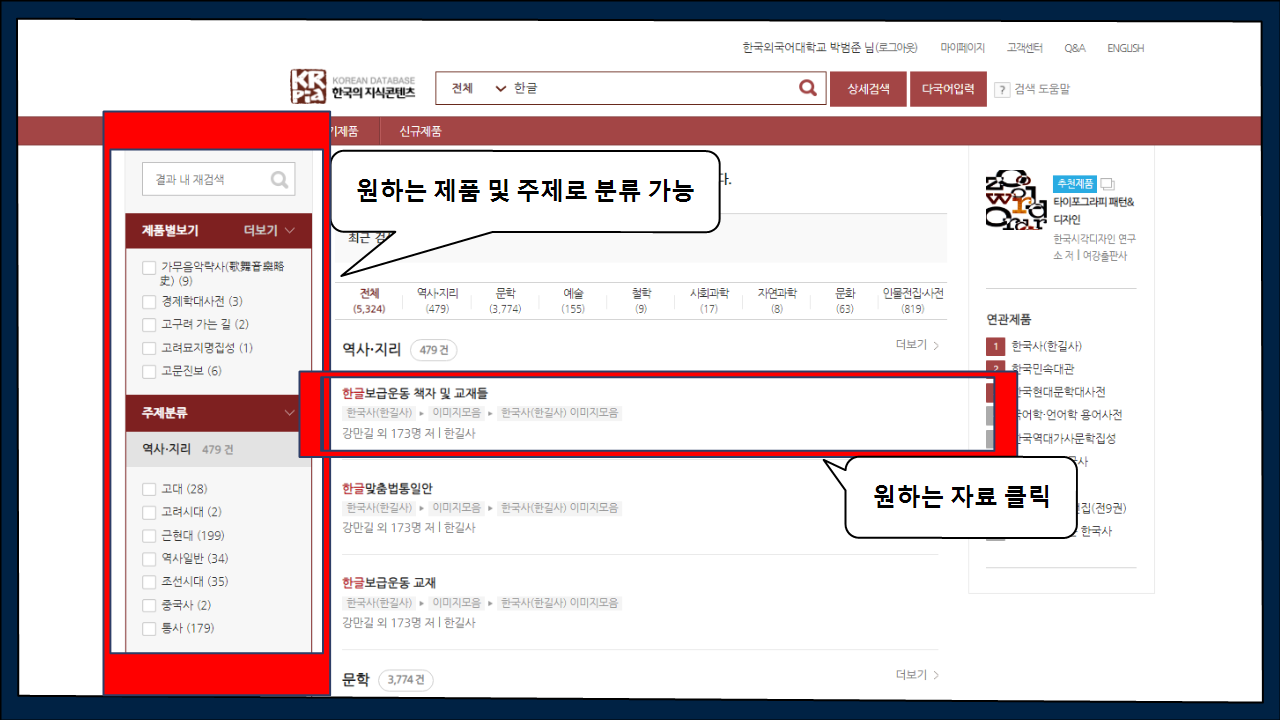 한국외국어대학교 박범준 님(로그아웃) 마이페이지 고객센터 Q&A ENGLISH
KR
Pia
KOREAN DATABASE
한국의 지식콘텐츠
전체 한글 상세검색 다국어입력 ? 검색 도움말
신규제품
원하는 제품 및 주제로 분류 가능
다.
최근
결과 내 재검색
제품별보기 더보기
가무음악략사(歌舞音樂略
史) (9)
경제학대사전 (3)
고구려 가는 길 (2)
고려묘지명집성 (1)
고문진보 (6)
주제분류
역사·지리 479 건
고대 (28)
고려시대 (2)
근현대 (199)
역사일반 (34)
조선시대 (35)
중국사 (2)
통사 (179)
전체 역사·지리 문학 예술 철학 사회과학 자연과학 문화 인물전집·사전
(5,324) (479) (3,774) (155) (9) (17) (8) (63) (819)
역사·지리 479 건 더보기
한글보급운동 책자 및 교재들
한국사(한길사) ▸ 이미지모음 ▸ 한국사(한길사) 이미지모음
강만길 외 173명 저 | 한길사
원하는 자료 클릭
한글맞춤법통일안
한국사(한길사) ▸ 이미지모음 ▸ 한국사(한길사) 이미지모음
강만길 외 173명 저 | 한길사
한글보급운동 교재
한국사(한길사) ▸ 이미지모음 ▸ 한국사(한길사) 이미지모음
강만길 외 173명 저 | 한길사
문학 3,774 건 더보기
추천제품
타이포그라피 패턴&
디자인
한국시각디자인 연구
소 저 | 여강출판사
연관제품
1 한국사(한길사)
2 한국민속대관
한국현대문학대사전
국어학·언어학 용어사전
한국역대가사문학집성
집(전9권)
한국사